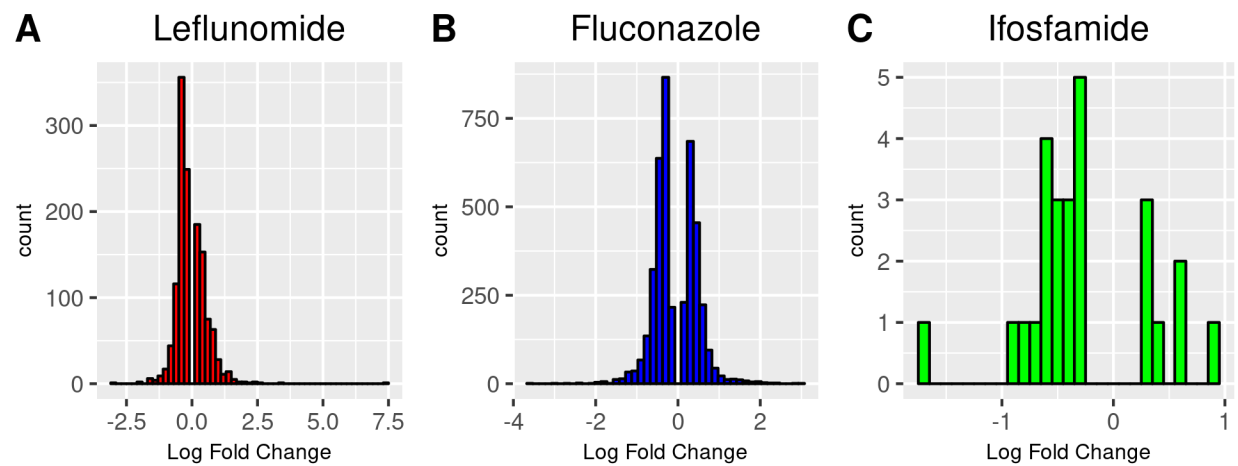 A
Leflunomide
count
300
200
100
0
-2.5
0.0
2.5
5.0
7.5
Log Fold Change
B
Fluconazole
count
750
500
250
0
-4
-2
0
2
Log Fold Change
C
Ifosfamide
count
5
4
3
2
1
0
-1
0
1
Log Fold Change